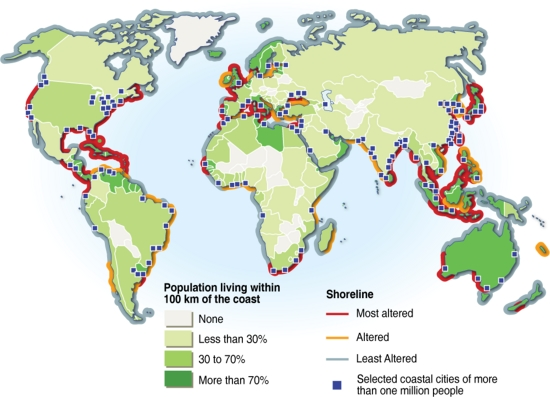 Population living within
100 km of the coast
None
Less than 30%
30 to 70%
More than 70%
Shoreline
Most altered
Altered
Least Altered
Selected coastal cities of more
than one million people